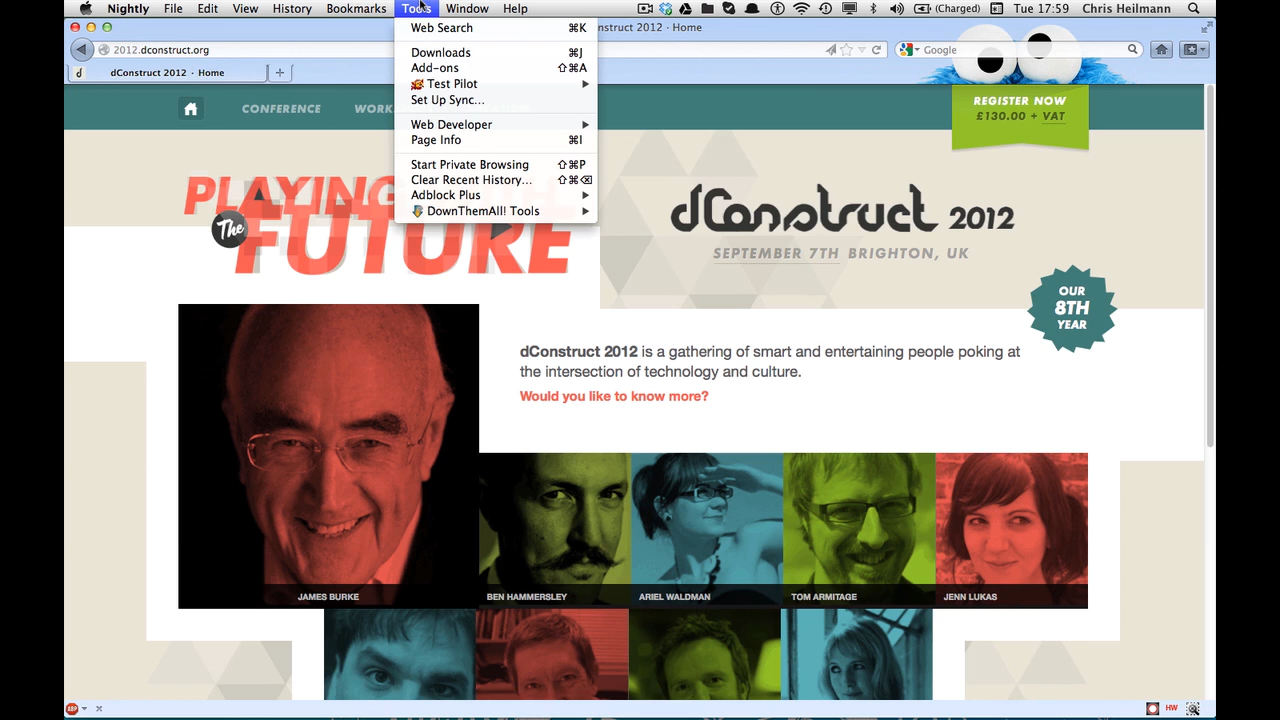 Nightly File Edit View History Bookmarks Tools Window Help (Charged) Tue 17:59 Chris Heilmann
nstruct 2012 · Home
2012.dconstruct.org Google
d dConstruct 2012 · Home +
Web Search ⌘K
Downloads ⌘J
Add-ons ⇧⌘A
Test Pilot
Set Up Sync...
Web Developer
Page Info ⌘I
Start Private Browsing ⇧⌘P
Clear Recent History... ⇧⌘⌫
Adblock Plus
DownThemAll! Tools
CONFERENCE WORK
REGISTER NOW
£130.00 + VAT
PLAYING
The
FUTURE
dConstruct 2012
SEPTEMBER 7TH BRIGHTON, UK
OUR
8TH
YEAR
dConstruct 2012 is a gathering of smart and entertaining people poking at
the intersection of technology and culture.
Would you like to know more?
JAMES BURKE
BEN HAMMERSLEY
ARIEL WALDMAN
TOM ARMITAGE
JENN LUKAS
ABP
HW